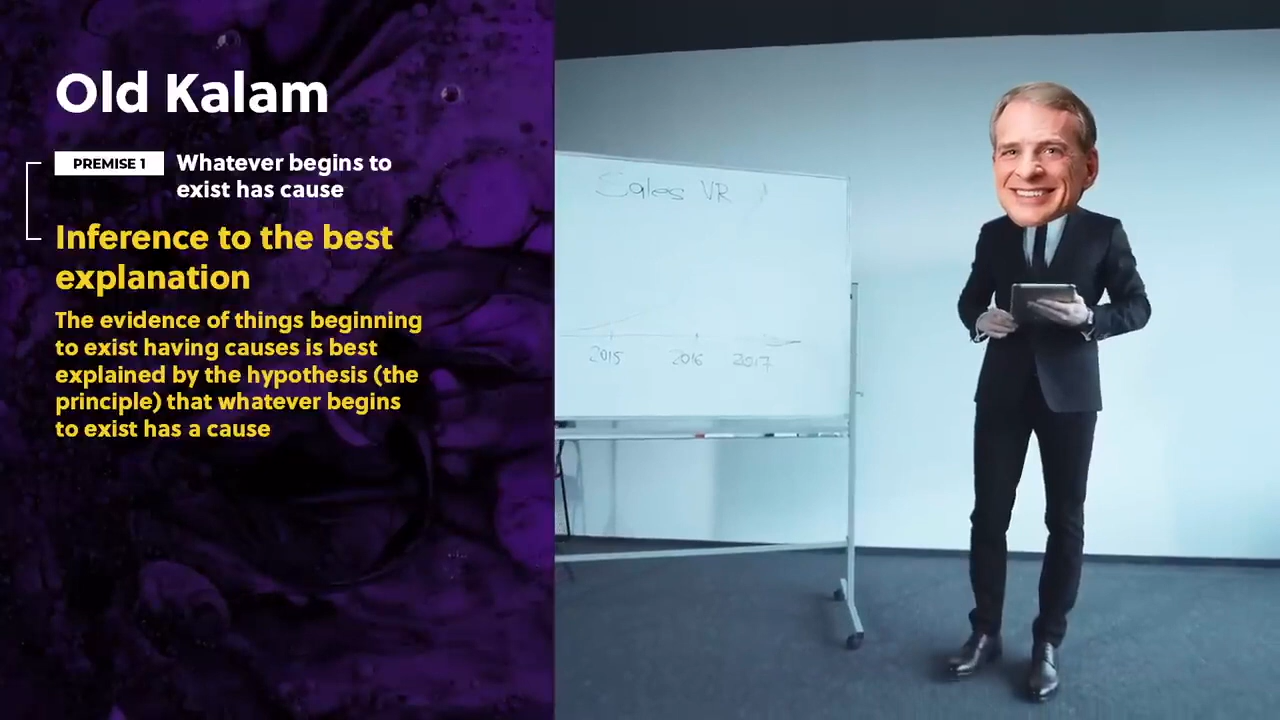 Old Kalam
PREMISE 1
Whatever begins to
exist has cause
Inference to the best
explanation
The evidence of things beginning
to exist having causes is best
explained by the hypothesis (the
principle) that whatever begins
to exist has a cause
Sales VR
2015 2016 2017